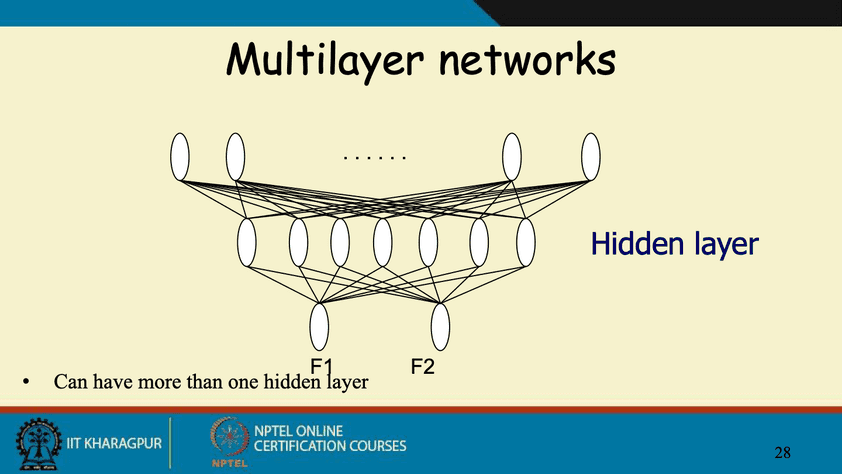 Multilayer networks
. . . . . .
Hidden layer
F1 F2
• Can have more than one hidden layer
IIT KHARAGPUR
NPTEL
NPTEL ONLINE
CERTIFICATION COURSES
28